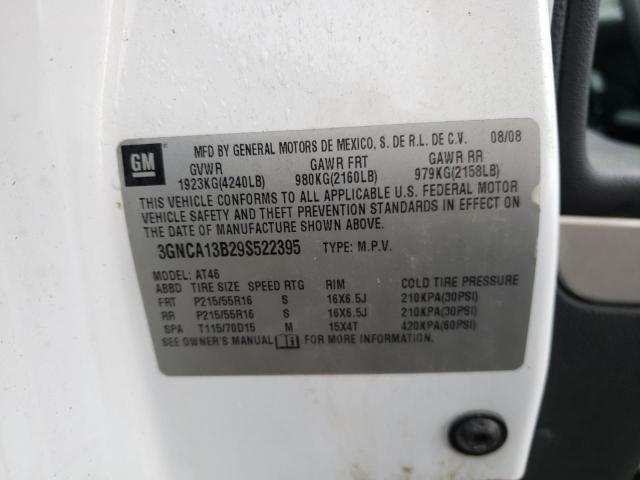 GM
MFD BY GENERAL MOTORS DE MEXICO, S. DE R.L. DE C.V. 08/08
GVWR GAWR FRT GAWR RR
1923KG(4240LB) 980KG(2160LB) 979KG(2158LB)
THIS VEHICLE CONFORMS TO ALL APPLICABLE U.S. FEDERAL MOTOR
VEHICLE SAFETY AND THEFT PREVENTION STANDARDS IN EFFECT ON
THE DATE OF MANUFACTURE SHOWN ABOVE.
3GNCA13B29S522395 TYPE: M.P.V.
MODEL: AT46
ABBD TIRE SIZE SPEED RTG RIM COLD TIRE PRESSURE
FRT P215/55R16 S 16X6.5J 210KPA(30PSI)
RR P215/55R16 S 16X6.5J 210KPA(30PSI)
SPA T115/70D15 M 15X4T 420KPA(60PSI)
SEE OWNER'S MANUAL FOR MORE INFORMATION.